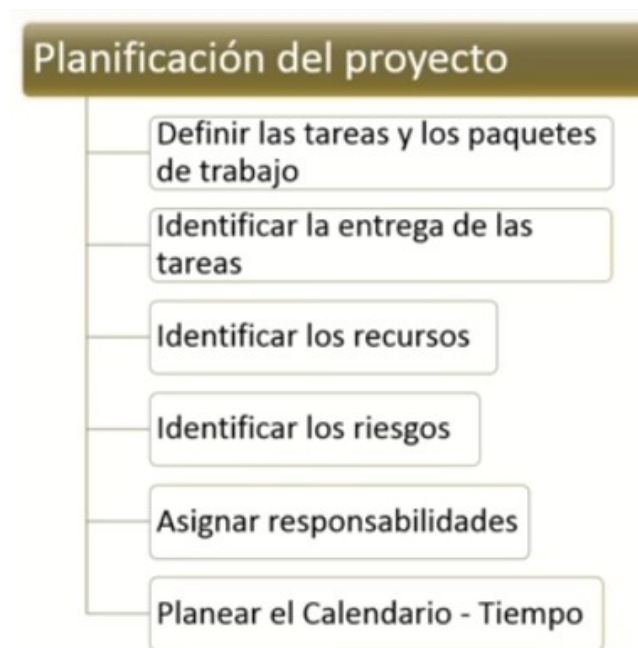 Planificación del proyecto
Definir las tareas y los paquetes
de trabajo
Identificar la entrega de las
tareas
Identificar los recursos
Identificar los riesgos
Asignar responsabilidades
Planear el Calendario - Tiempo